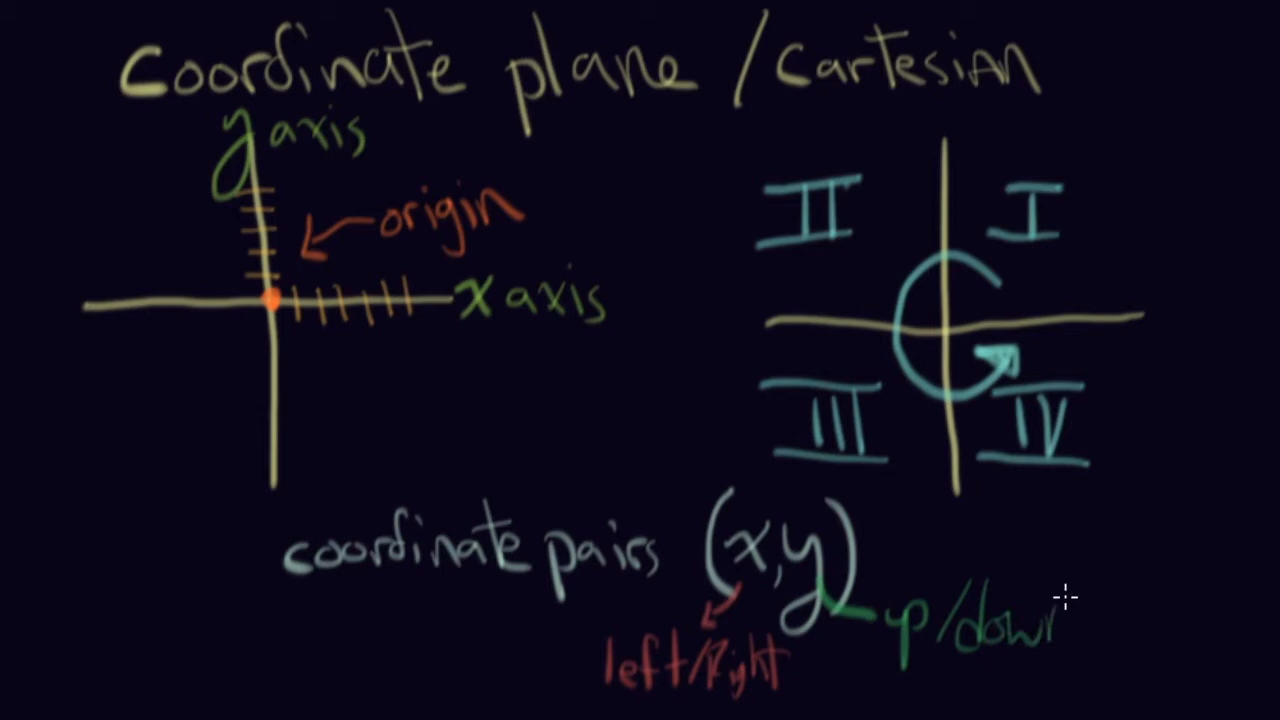 Coordinate plane / Cartesian
y axis
origin
x axis
II I
III IV
coordinate pairs (x,y)
up/down
left/Right